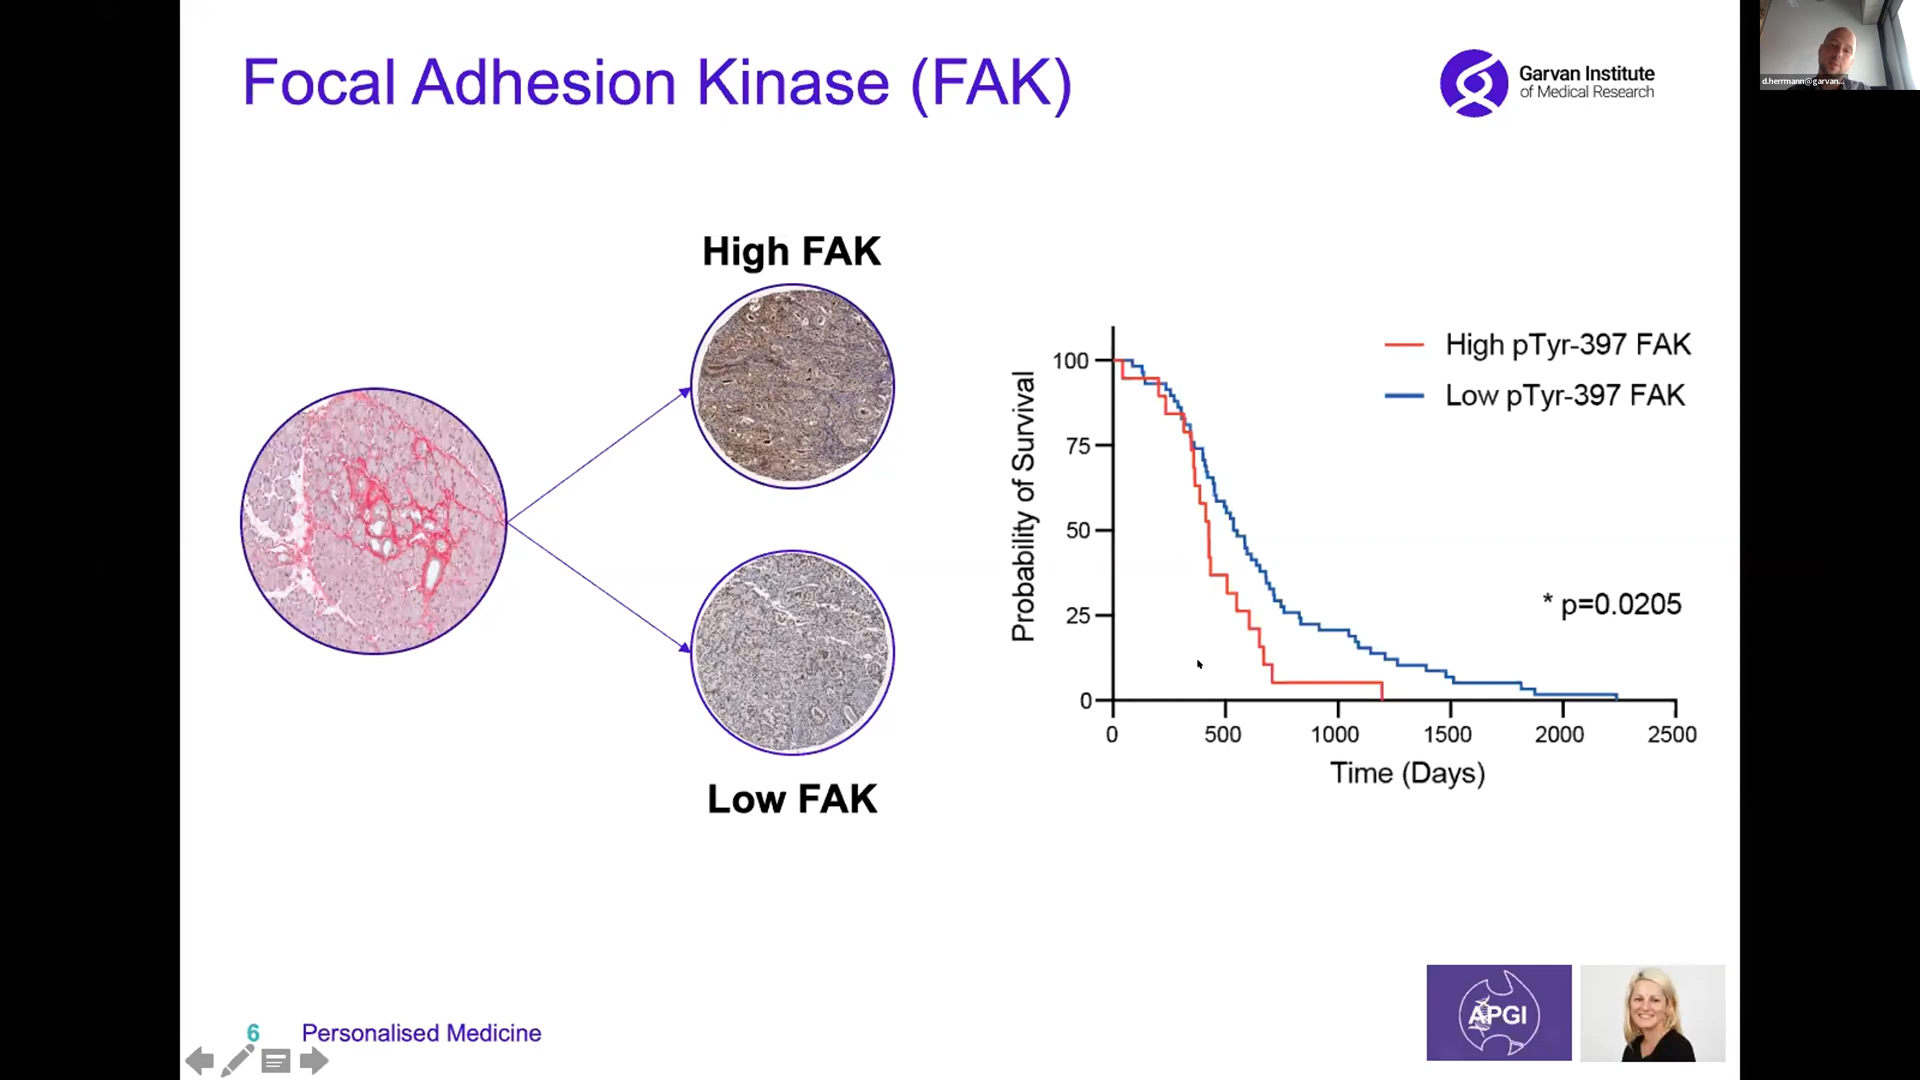 Focal Adhesion Kinase (FAK)
Garvan Institute
of Medical Research
d.herrmann@garvan...
High FAK
Low FAK
High pTyr-397 FAK
Low pTyr-397 FAK
Probability of Survival
100
75
50
25
0
* p=0.0205
0 500 1000 1500 2000 2500
Time (Days)
APGI
6 Personalised Medicine